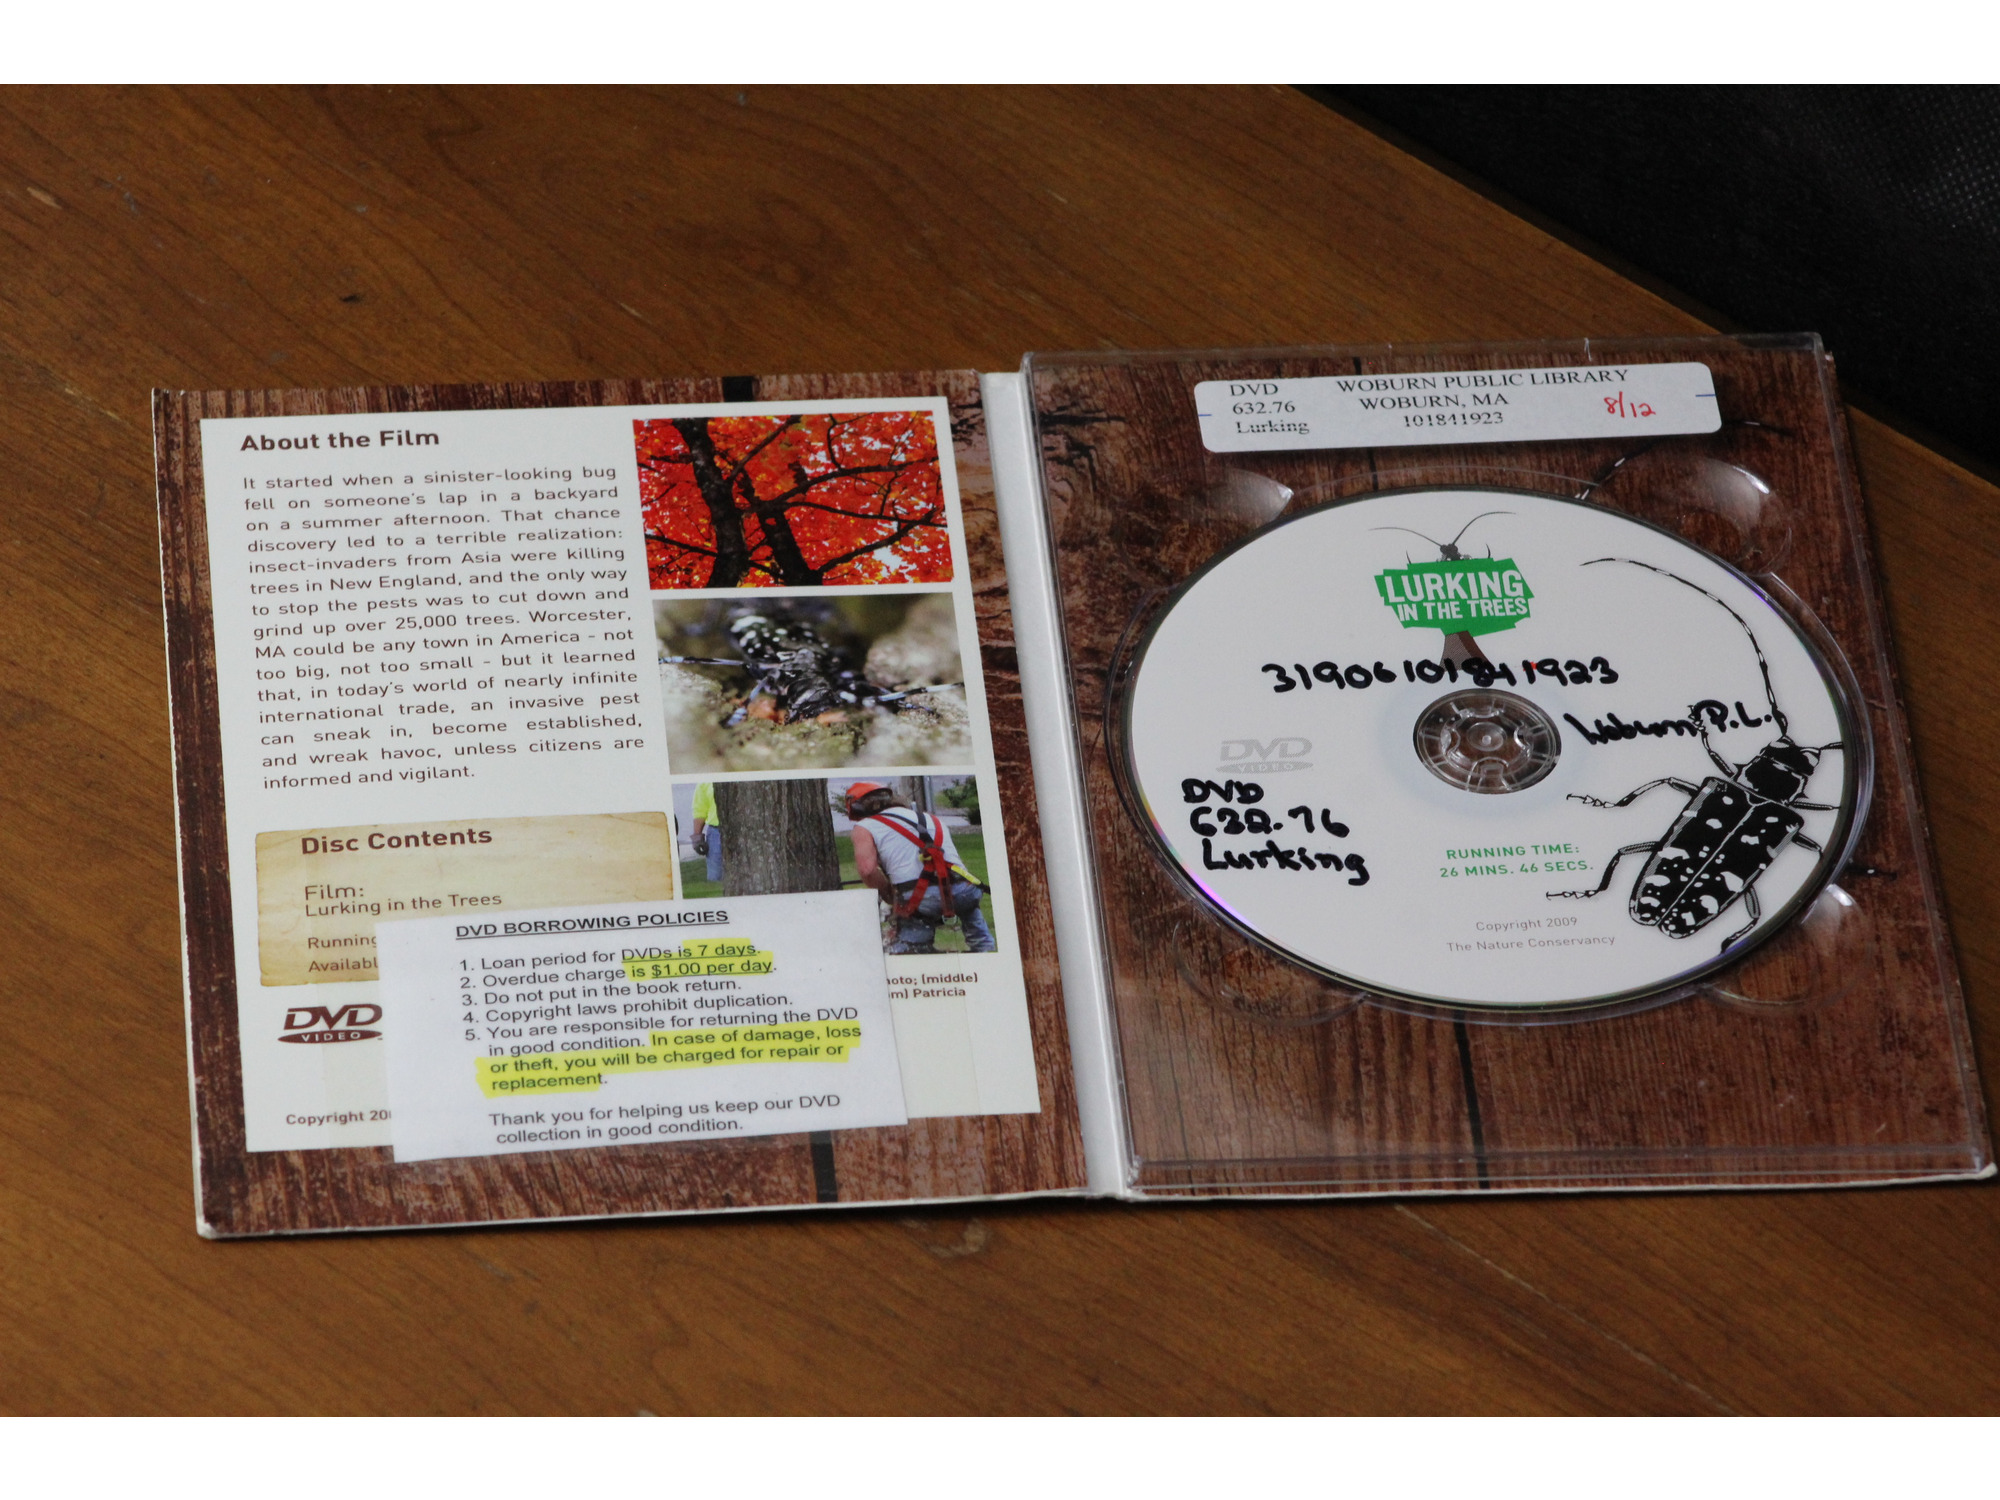 About the Film
It started when a sinister-looking bug
fell on someone's lap in a backyard
on a summer afternoon. That chance
discovery led to a terrible realization:
insect-invaders from Asia were killing
trees in New England, and the only way
to stop the pests was to cut down and
grind up over 25,000 trees. Worcester,
MA could be any town in America - not
too big, not too small - but it learned
that, in today's world of nearly infinite
international trade, an invasive pest
can sneak in, become established,
and wreak havoc, unless citizens are
informed and vigilant.
Disc Contents
Film:
Lurking in the Trees
Running
Availabl
DVD
VIDEO
Copyright 20
(middle)
Patricia
DVD BORROWING POLICIES
1. Loan period for DVDs is 7 days.
2. Overdue charge is $1.00 per day.
3. Do not put in the book return.
4. Copyright laws prohibit duplication.
5. You are responsible for returning the DVD
in good condition. In case of damage, loss
or theft, you will be charged for repair or
replacement.
Thank you for helping us keep our DVD
collection in good condition.
DVD WOBURN PUBLIC LIBRARY
632.76 WOBURN, MA 8/12
Lurking 101841923
LURKING
IN THE TREES
31906101841923
Woburn P.L.
DVD
VIDEO
DVD
632.76
Lurking
RUNNING TIME:
26 MINS. 46 SECS.
Copyright 2009
The Nature Conservancy